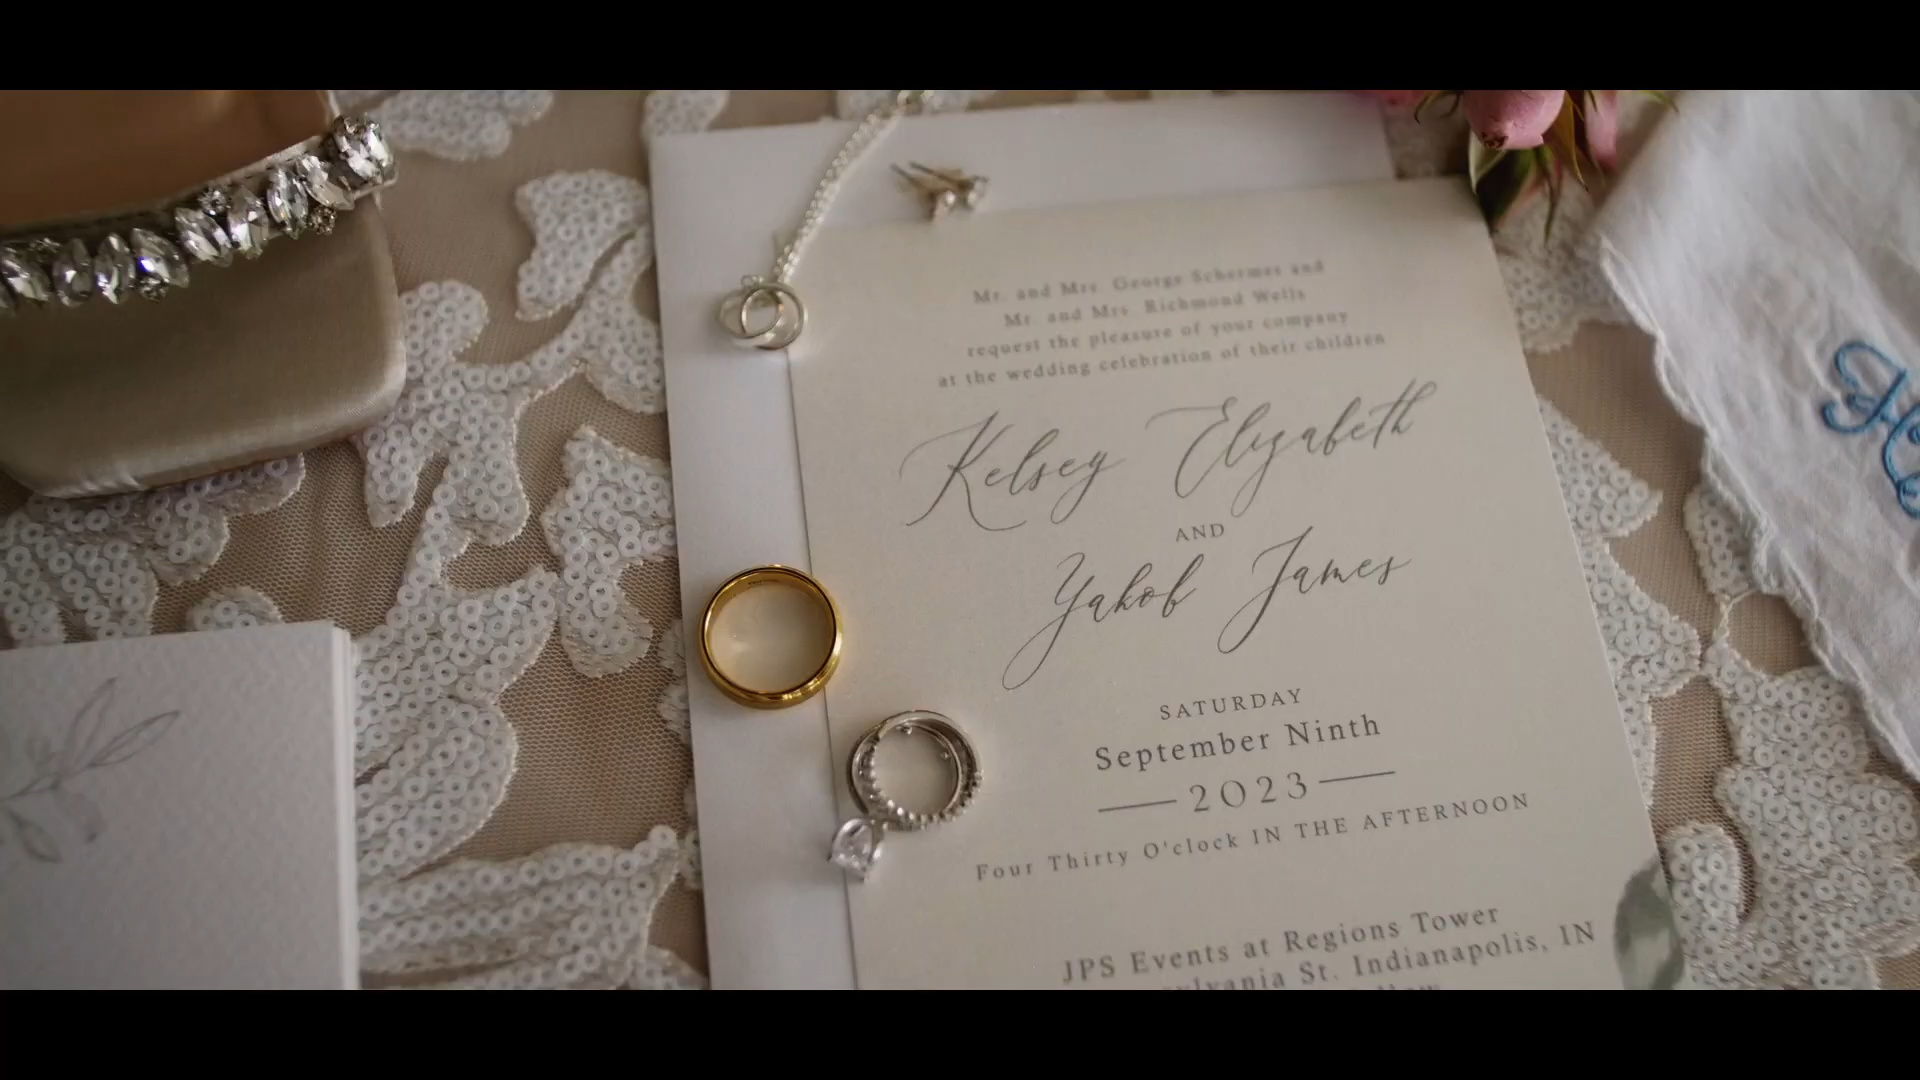 Mr. and Mrs. George Schermer and
Mr. and Mrs. Richmond Wells
request the pleasure of your company
at the wedding celebration of their children
Kelsey Elizabeth
AND
Yakob James
SATURDAY
September Ninth
2023
Four Thirty O'clock IN THE AFTERNOON
JPS Events at Regions Tower
St. Indianapolis, IN